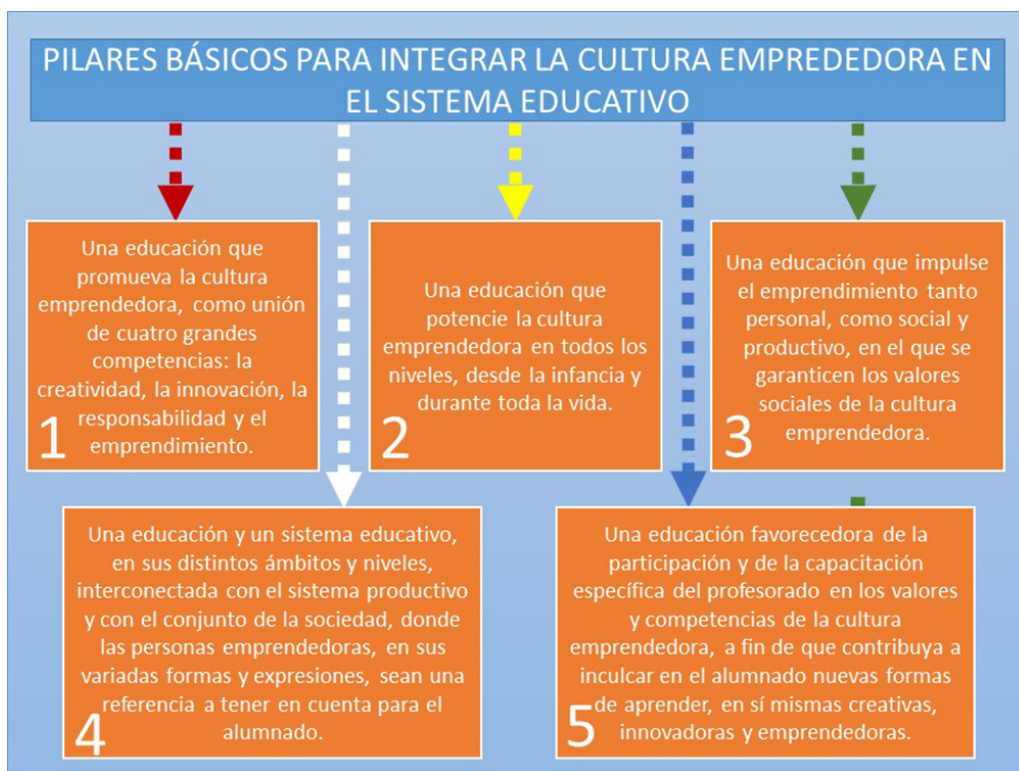 PILARES BÁSICOS PARA INTEGRAR LA CULTURA EMPREDEDORA EN
EL SISTEMA EDUCATIVO
Una educación que
promueva la cultura
emprendedora, como unión
de cuatro grandes
competencias: la
creatividad, la innovación, la
responsabilidad y el
emprendimiento.
1
Una educación que
potencie la cultura
emprendedora en todos los
niveles, desde la infancia y
durante toda la vida.
2
Una educación que impulse
el emprendimiento tanto
personal, como social y
productivo, en el que se
garanticen los valores
sociales de la cultura
emprendedora.
3
Una educación y un sistema educativo,
en sus distintos ámbitos y niveles,
interconectada con el sistema productivo
y con el conjunto de la sociedad, donde
las personas emprendedoras, en sus
variadas formas y expresiones, sean una
referencia a tener en cuenta para el
alumnado.
4
Una educación favorecedora de la
participación y de la capacitación
específica del profesorado en los valores
y competencias de la cultura
emprendedora, a fin de que contribuya a
inculcar en el alumnado nuevas formas
de aprender, en sí mismas creativas,
innovadoras y emprendedoras.
5